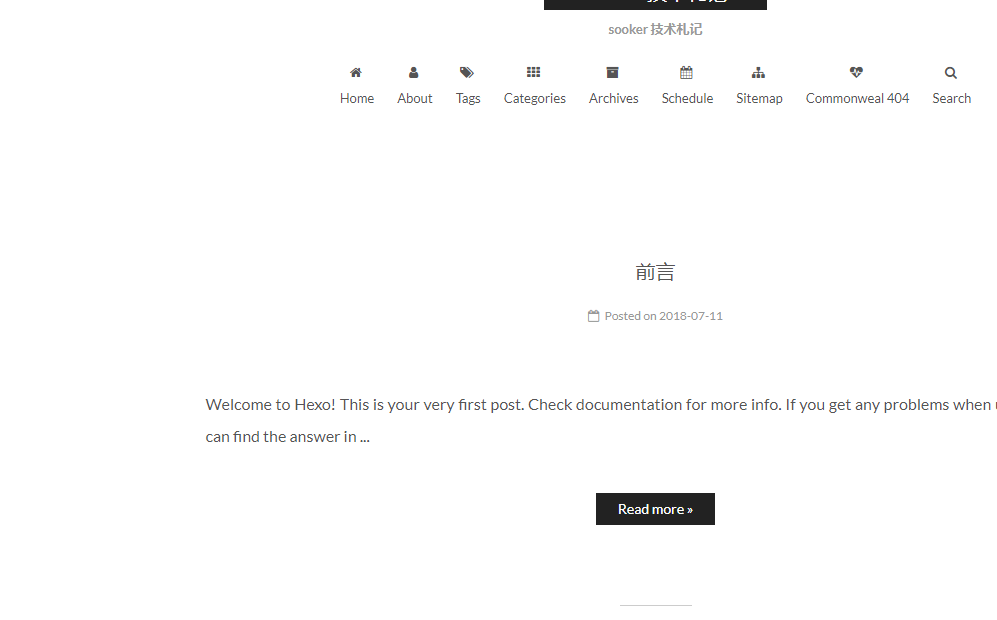 sooker 技术札记
Home About Tags Categories Archives Schedule Sitemap Commonweal 404 Search
前言
Posted on 2018-07-11
Welcome to Hexo! This is your very first post. Check documentation for more info. If you get any problems when
can find the answer in ...
Read more »